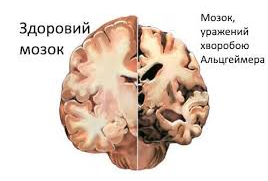 Здоровий
мозок
Мозок,
уражений
хворобою
Альцгеймера